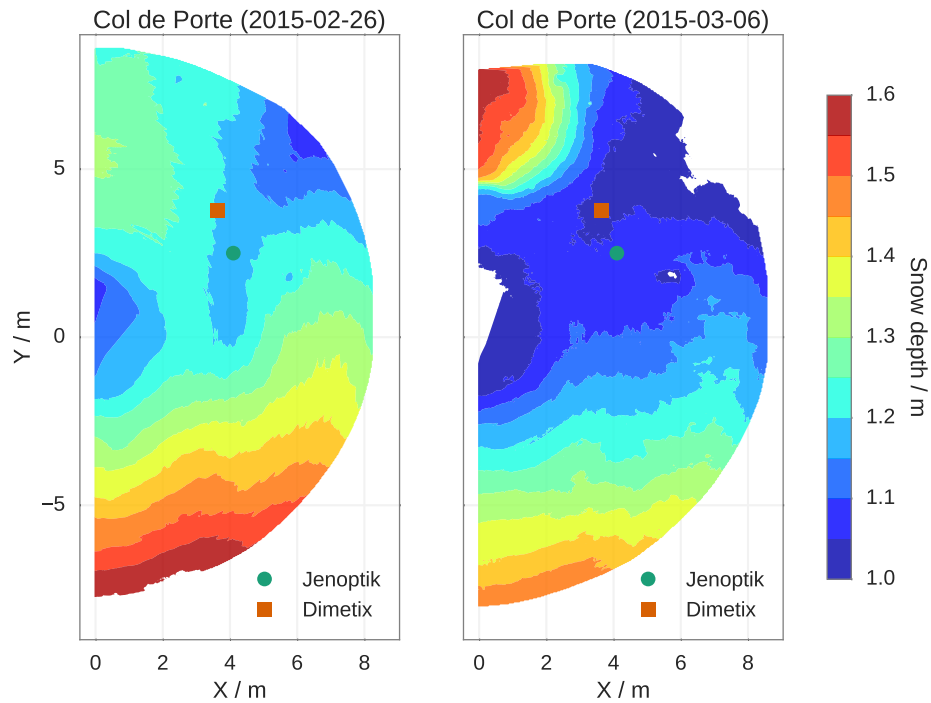 Col de Porte (2015-02-26)
Col de Porte (2015-03-06)
Y / m
5
0
−5
0 2 4 6 8
X / m
Jenoptik
Dimetix
0 2 4 6 8
X / m
Jenoptik
Dimetix
1.6
1.5
1.4
1.3
1.2
1.1
1.0
Snow depth / m